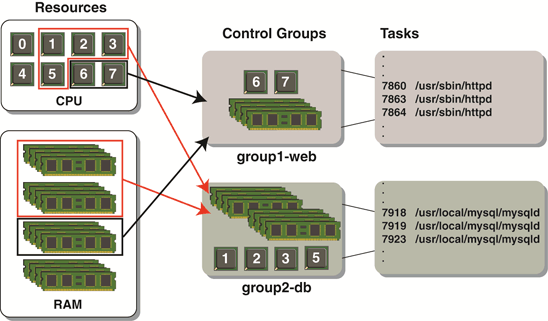 Resources
0 1 2 3
4 5 6 7
CPU
RAM
Control Groups
6 7
group1-web
1 2 3 5
group2-db
Tasks
.
.
7860 /usr/sbin/httpd
7863 /usr/sbin/httpd
7864 /usr/sbin/httpd
.
.
.
.
7918 /usr/local/mysql/mysqld
7919 /usr/local/mysql/mysqld
7923 /usr/local/mysql/mysqld
.
.